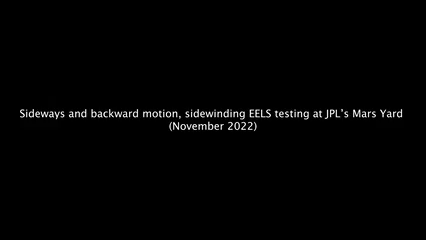 Sideways and backward motion, sidewinding EELS testing at JPL’s Mars Yard
(November 2022)